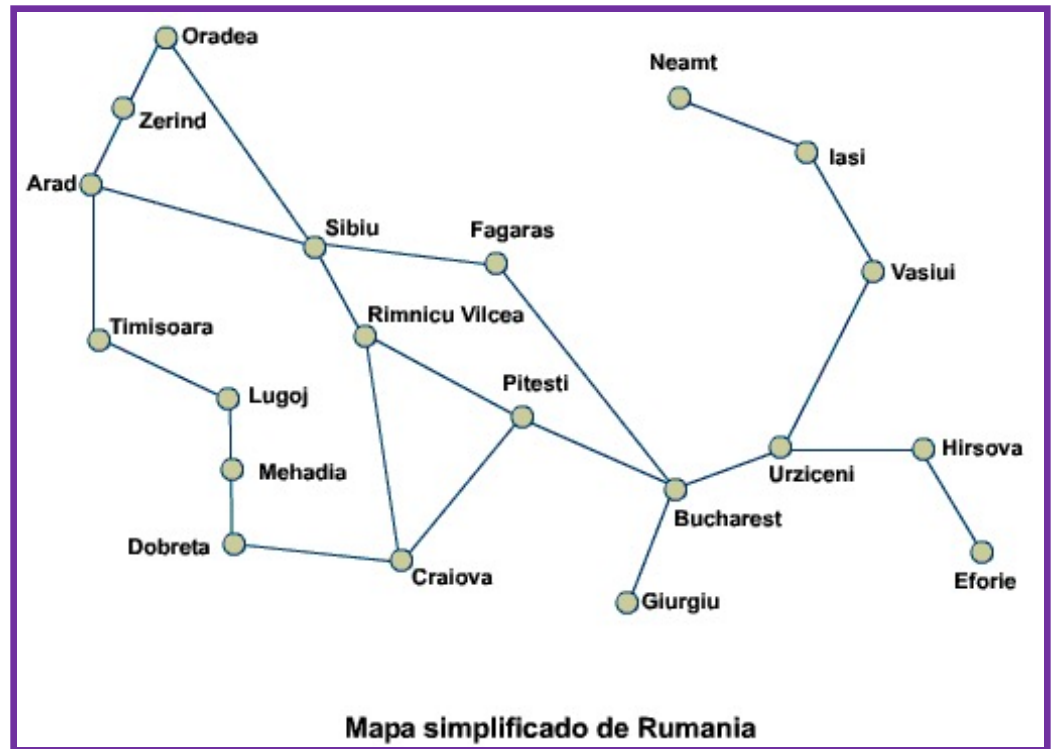 Oradea
Neamt
Zerind
Iasi
Arad
Sibiu
Fagaras
Vasiui
Rimnicu Vilcea
Timisoara
Pitesti
Lugoj
Hirsova
Mehadia
Urziceni
Bucharest
Dobreta
Craiova
Eforie
Giurgiu
Mapa simplificado de Rumania